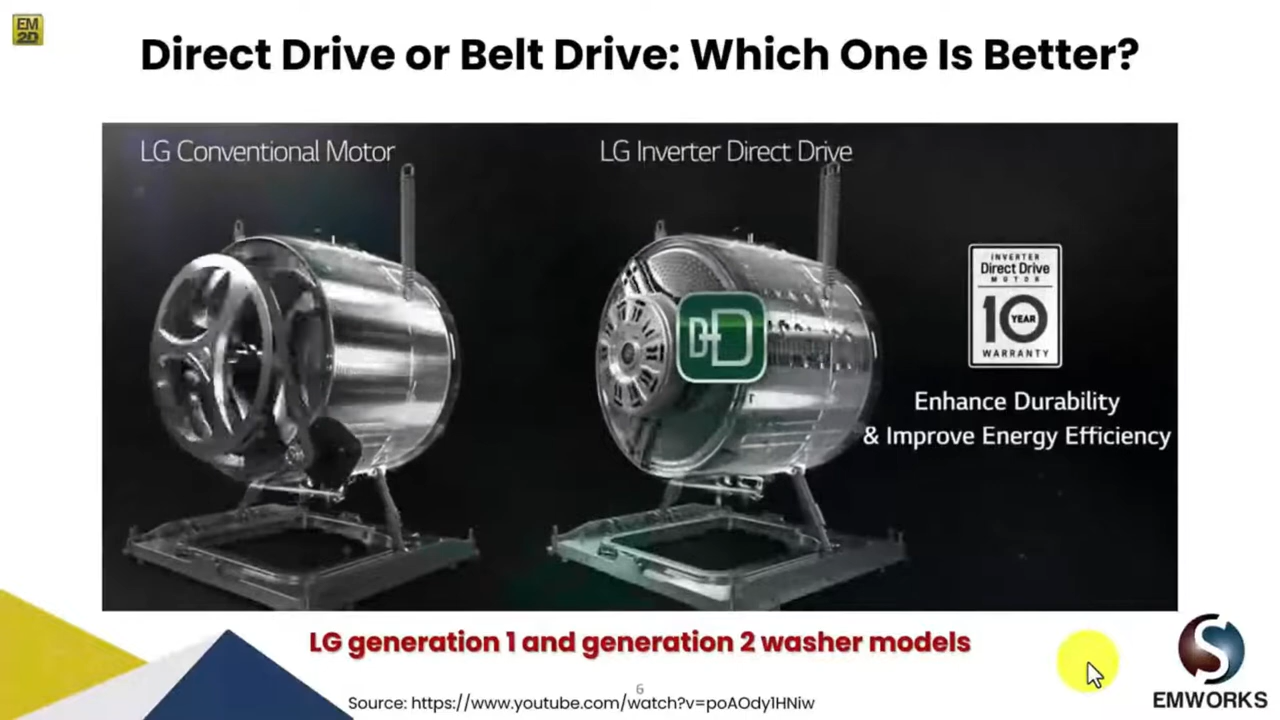 EM
2D
Direct Drive or Belt Drive: Which One Is Better?
LG Conventional Motor
LG Inverter Direct Drive
DD
INVERTER
Direct Drive
MOTOR
10 YEAR
WARRANTY
Enhance Durability
& Improve Energy Efficiency
LG generation 1 and generation 2 washer models
6
Source: https://www.youtube.com/watch?v=poAOdy1HNiw
EMWORKS